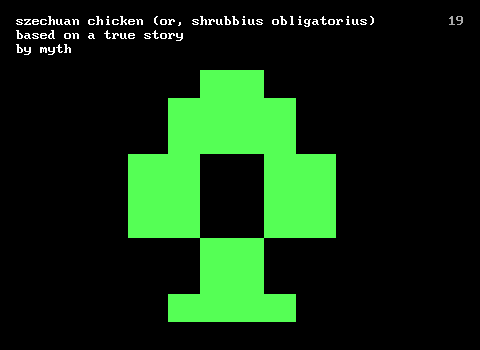 szechuan chicken (or, shrubbius obligatorius) 19
based on a true story
by myth